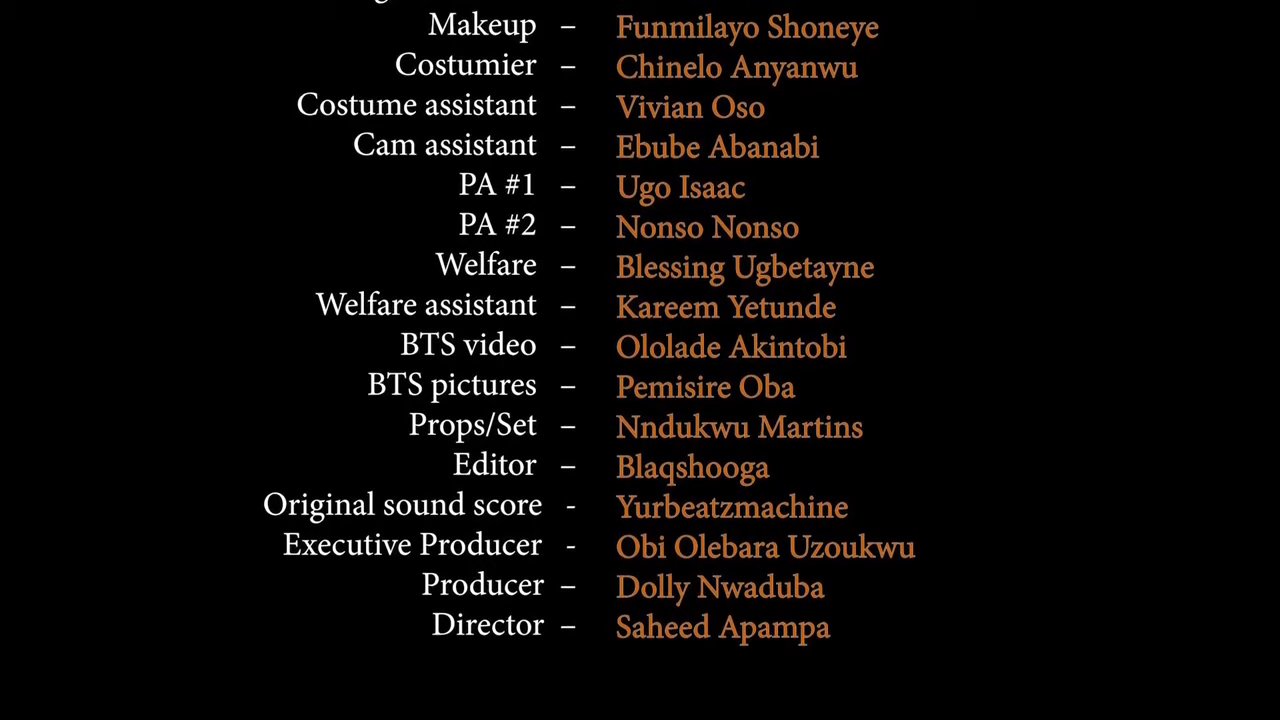 Makeup – Funmilayo Shoneye
Costumier – Chinelo Anyanwu
Costume assistant – Vivian Oso
Cam assistant – Ebube Abanabi
PA #1 – Ugo Isaac
PA #2 – Nonso Nonso
Welfare – Blessing Ugbetayne
Welfare assistant – Kareem Yetunde
BTS video – Ololade Akintobi
BTS pictures – Pemisire Oba
Props/Set – Nndukwu Martins
Editor – Blaqshooga
Original sound score - Yurbeatzmachine
Executive Producer - Obi Olebara Uzoukwu
Producer – Dolly Nwaduba
Director – Saheed Apampa